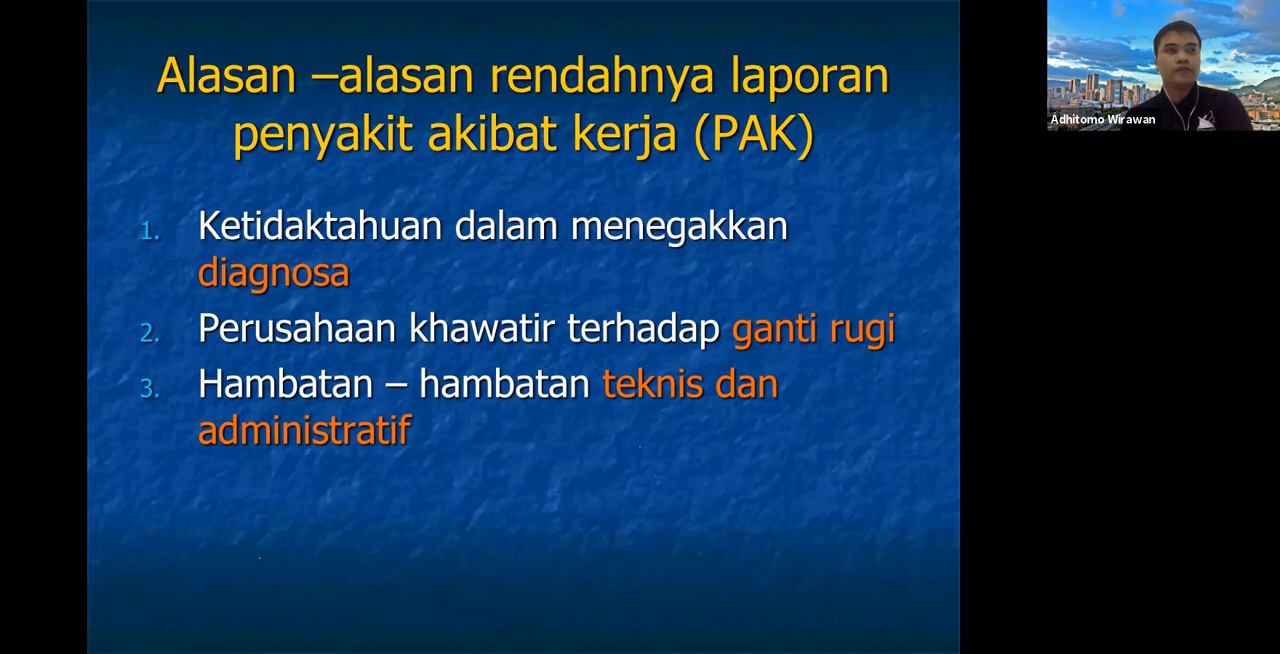 Alasan –alasan rendahnya laporan
penyakit akibat kerja (PAK)
1. Ketidaktahuan dalam menegakkan
diagnosa
2. Perusahaan khawatir terhadap ganti rugi
3. Hambatan – hambatan teknis dan
administratif
Adhitomo Wirawan